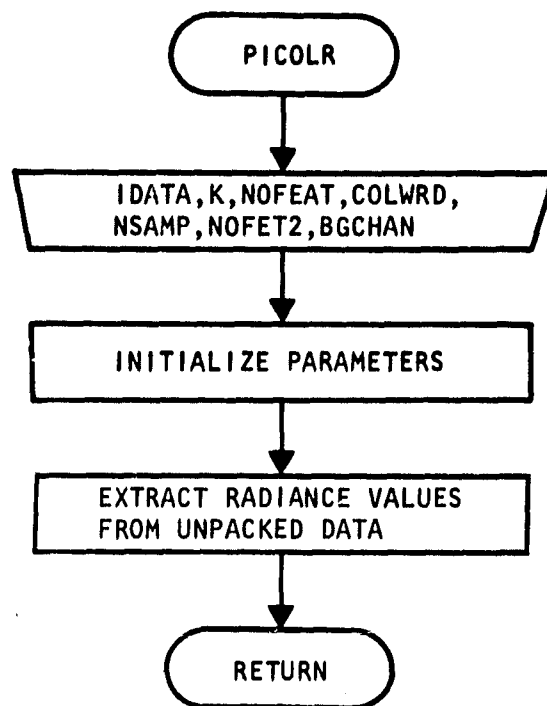 PICOLR
IDATA,K,NOFEAT,COLWRD,
NSAMP,NOFET2,BGCHAN
INITIALIZE PARAMETERS
EXTRACT RADIANCE VALUES
FROM UNPACKED DATA
RETURN